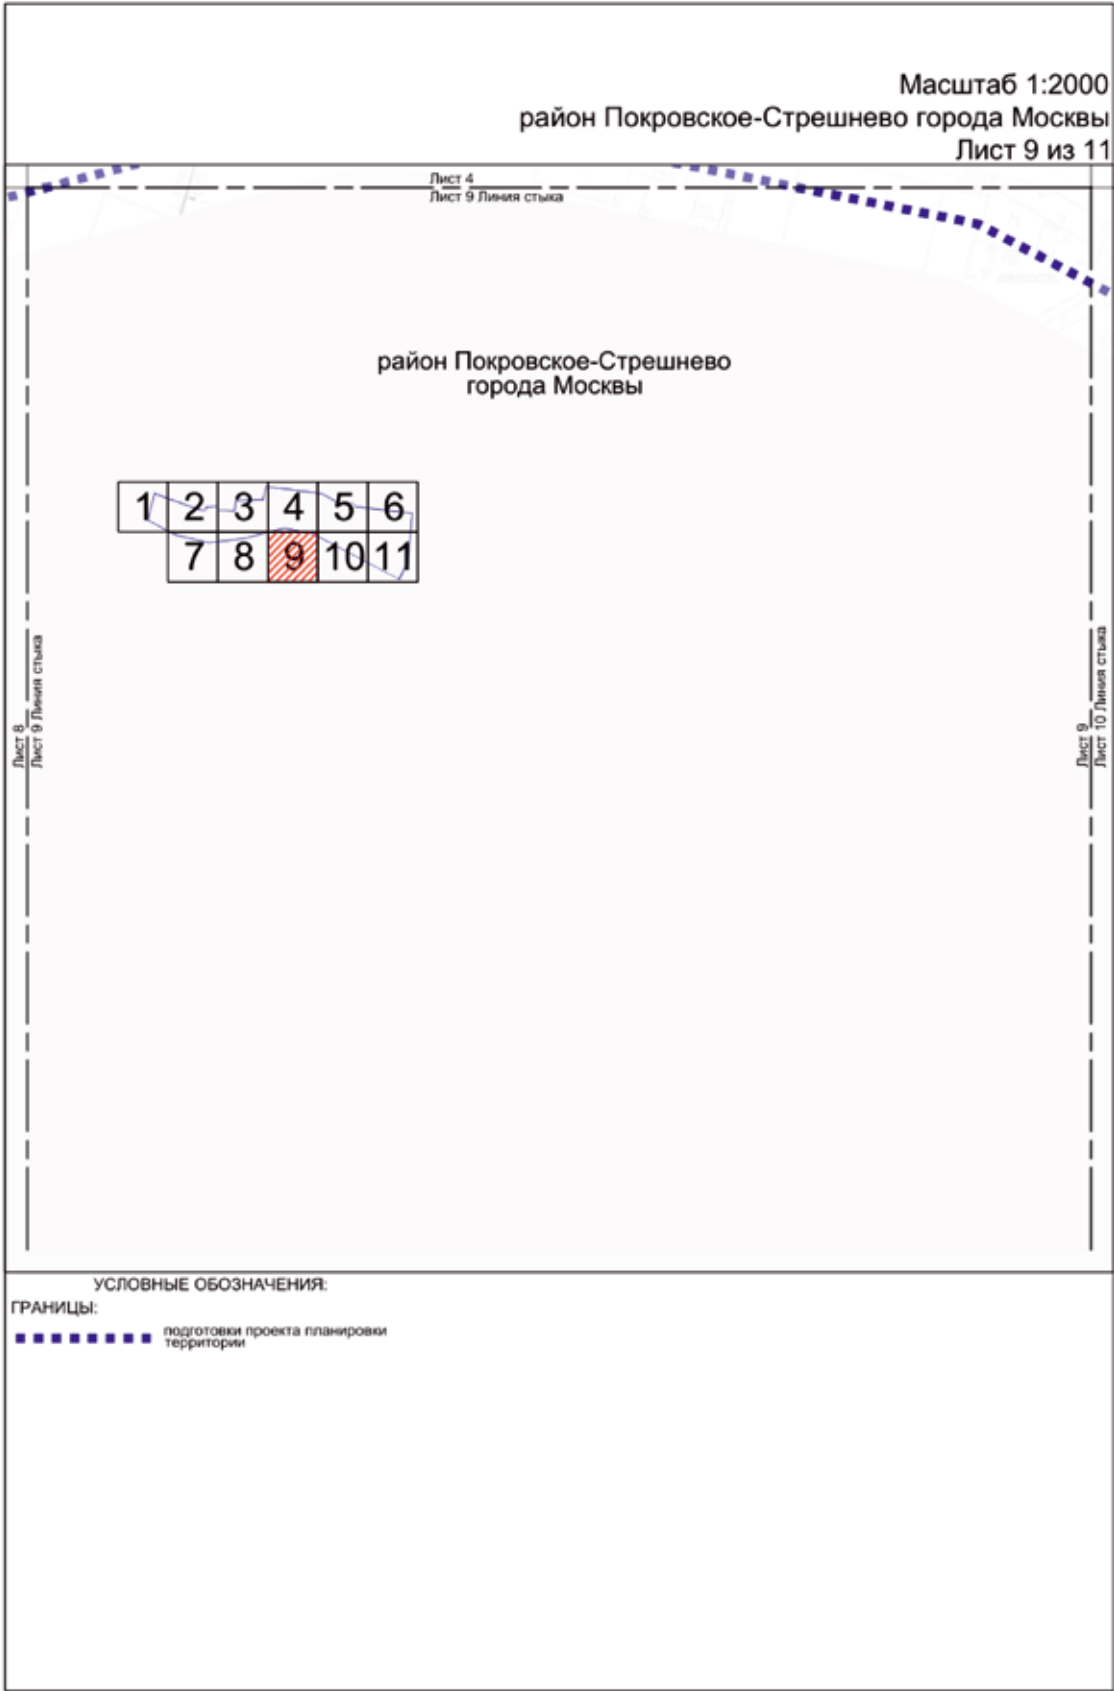 Масштаб 1:2000
район Покровское-Стрешнево города Москвы
Лист 9 из 11
Лист 4
Лист 9 Линия стыка
район Покровское-Стрешнево
города Москвы
1 2 3 4 5 6
7 8 9 10 11
Лист 8
Лист 9 Линия стыка
Лист 9
Лист 10 Линия стыка
УСЛОВНЫЕ ОБОЗНАЧЕНИЯ:
ГРАНИЦЫ:
подготовки проекта планировки
территории